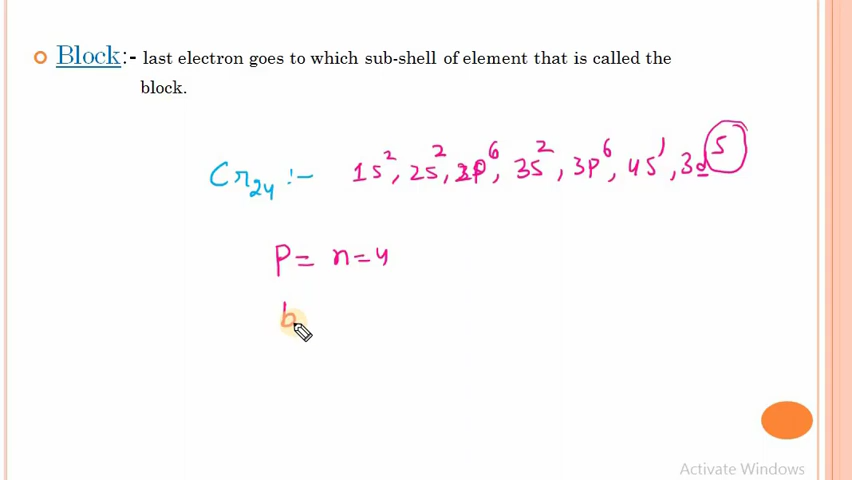 Block:- last electron goes to which sub-shell of element that is called the
block.
Cr₂₄ :- 1s², 2s², 2p⁶, 3s², 3p⁶, 4s¹, 3d⁵
P = n = 4
b
Activate Windows